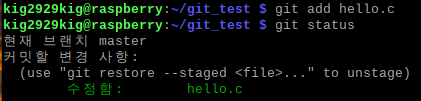 kig2929kig@raspberry:~/git_test $ git add hello.c
kig2929kig@raspberry:~/git_test $ git status
현재 브랜치 master
커밋할 변경 사항:
  (use "git restore --staged <file>..." to unstage)
        수정함:        hello.c